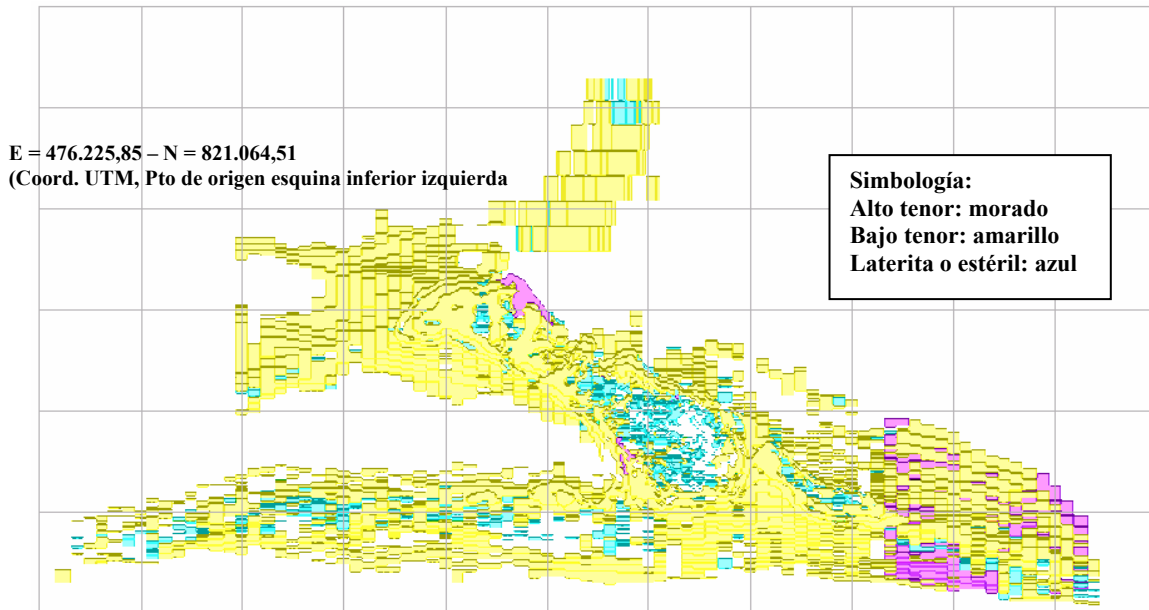 E = 476.225,85 – N = 821.064,51
(Coord. UTM, Pto de origen esquina inferior izquierda
Simbología:
Alto tenor: morado
Bajo tenor: amarillo
Laterita o estéril: azul